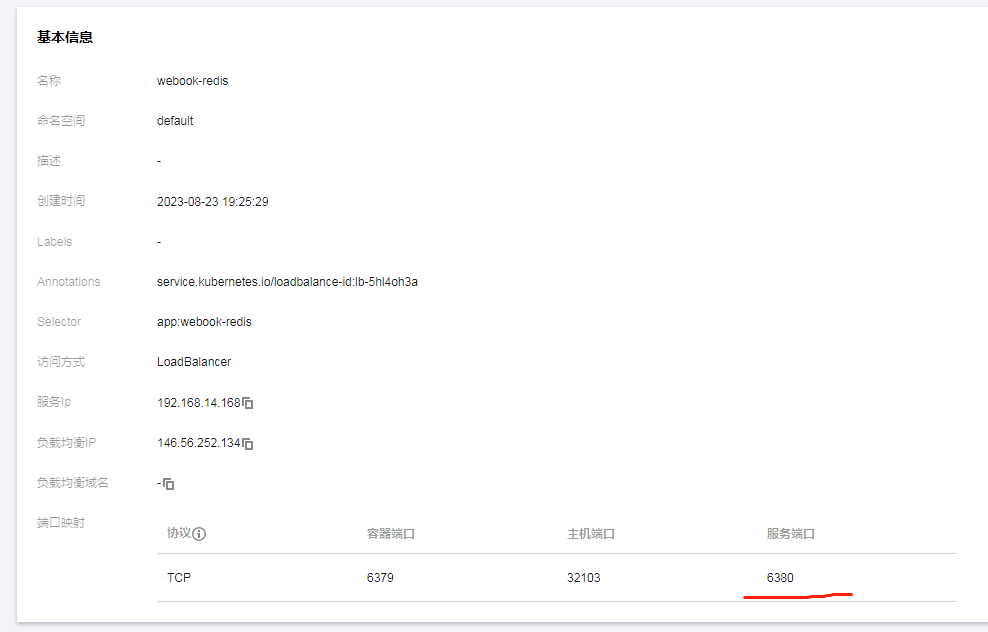 基本信息
名称 webook-redis
命名空间 default
描述 -
创建时间 2023-08-23 19:25:29
Labels -
Annotations service.kubernetes.io/loadbalance-id:lb-5hl4oh3a
Selector app:webook-redis
访问方式 LoadBalancer
服务Ip 192.168.14.168
负载均衡IP 146.56.252.134
负载均衡域名 -
端口映射
协议 容器端口 主机端口 服务端口
TCP 6379 32103 6380